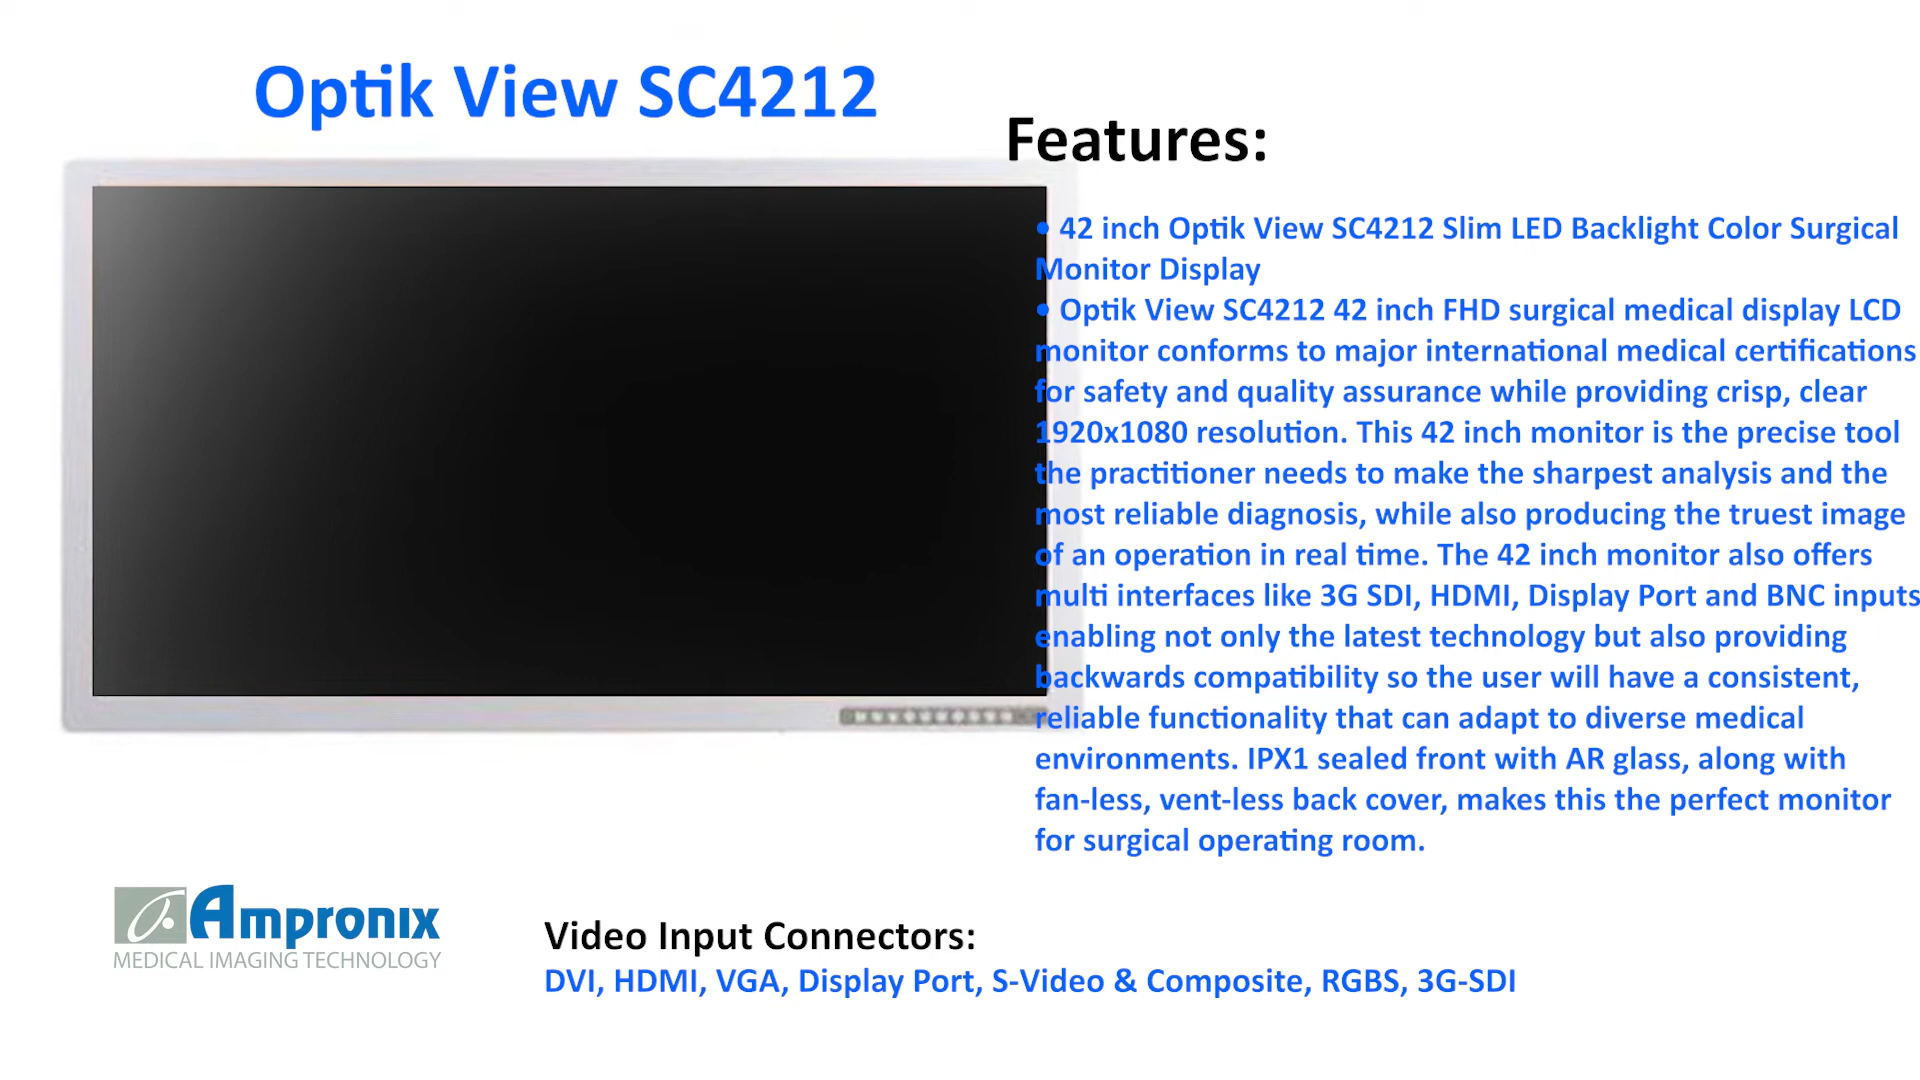 Optik View SC4212
Features:
• 42 inch Optik View SC4212 Slim LED Backlight Color Surgical
Monitor Display
• Optik View SC4212 42 inch FHD surgical medical display LCD
monitor conforms to major international medical certifications
for safety and quality assurance while providing crisp, clear
1920x1080 resolution. This 42 inch monitor is the precise tool
the practitioner needs to make the sharpest analysis and the
most reliable diagnosis, while also producing the truest image
of an operation in real time. The 42 inch monitor also offers
multi interfaces like 3G SDI, HDMI, Display Port and BNC inputs
enabling not only the latest technology but also providing
backwards compatibility so the user will have a consistent,
reliable functionality that can adapt to diverse medical
environments. IPX1 sealed front with AR glass, along with
fan-less, vent-less back cover, makes this the perfect monitor
for surgical operating room.
Ampronix
MEDICAL IMAGING TECHNOLOGY
Video Input Connectors:
DVI, HDMI, VGA, Display Port, S-Video & Composite, RGBS, 3G-SDI